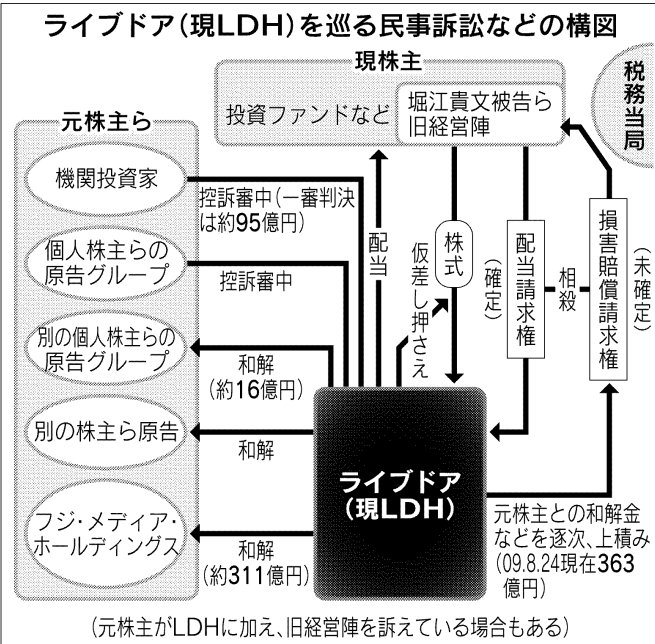 ライブドア(現LDH)を巡る民事訴訟などの構図
現株主
投資ファンドなど
堀江貴文被告ら
旧経営陣
税務当局
元株主ら
機関投資家
控訴審中(一審判決
は約95億円)
個人株主らの
原告グループ
控訴審中
別の個人株主らの
原告グループ
和解
(約16億円)
別の株主ら原告
和解
フジ・メディア・
ホールディングス
和解
(約311億円)
配当
仮差し押さえ
株式
(確定)
配当請求権
相殺
損害賠償請求権
(未確定)
ライブドア
(現LDH)
元株主との和解金
などを逐次、上積み
(09.8.24現在363
億円)
(元株主がLDHに加え、旧経営陣を訴えている場合もある)